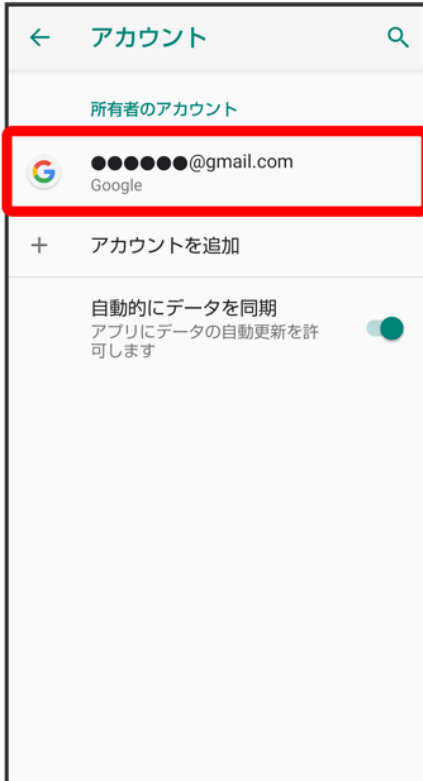 アカウント
所有者のアカウント
●●●●●●@gmail.com
Google
アカウントを追加
自動的にデータを同期
アプリにデータの自動更新を許
可します